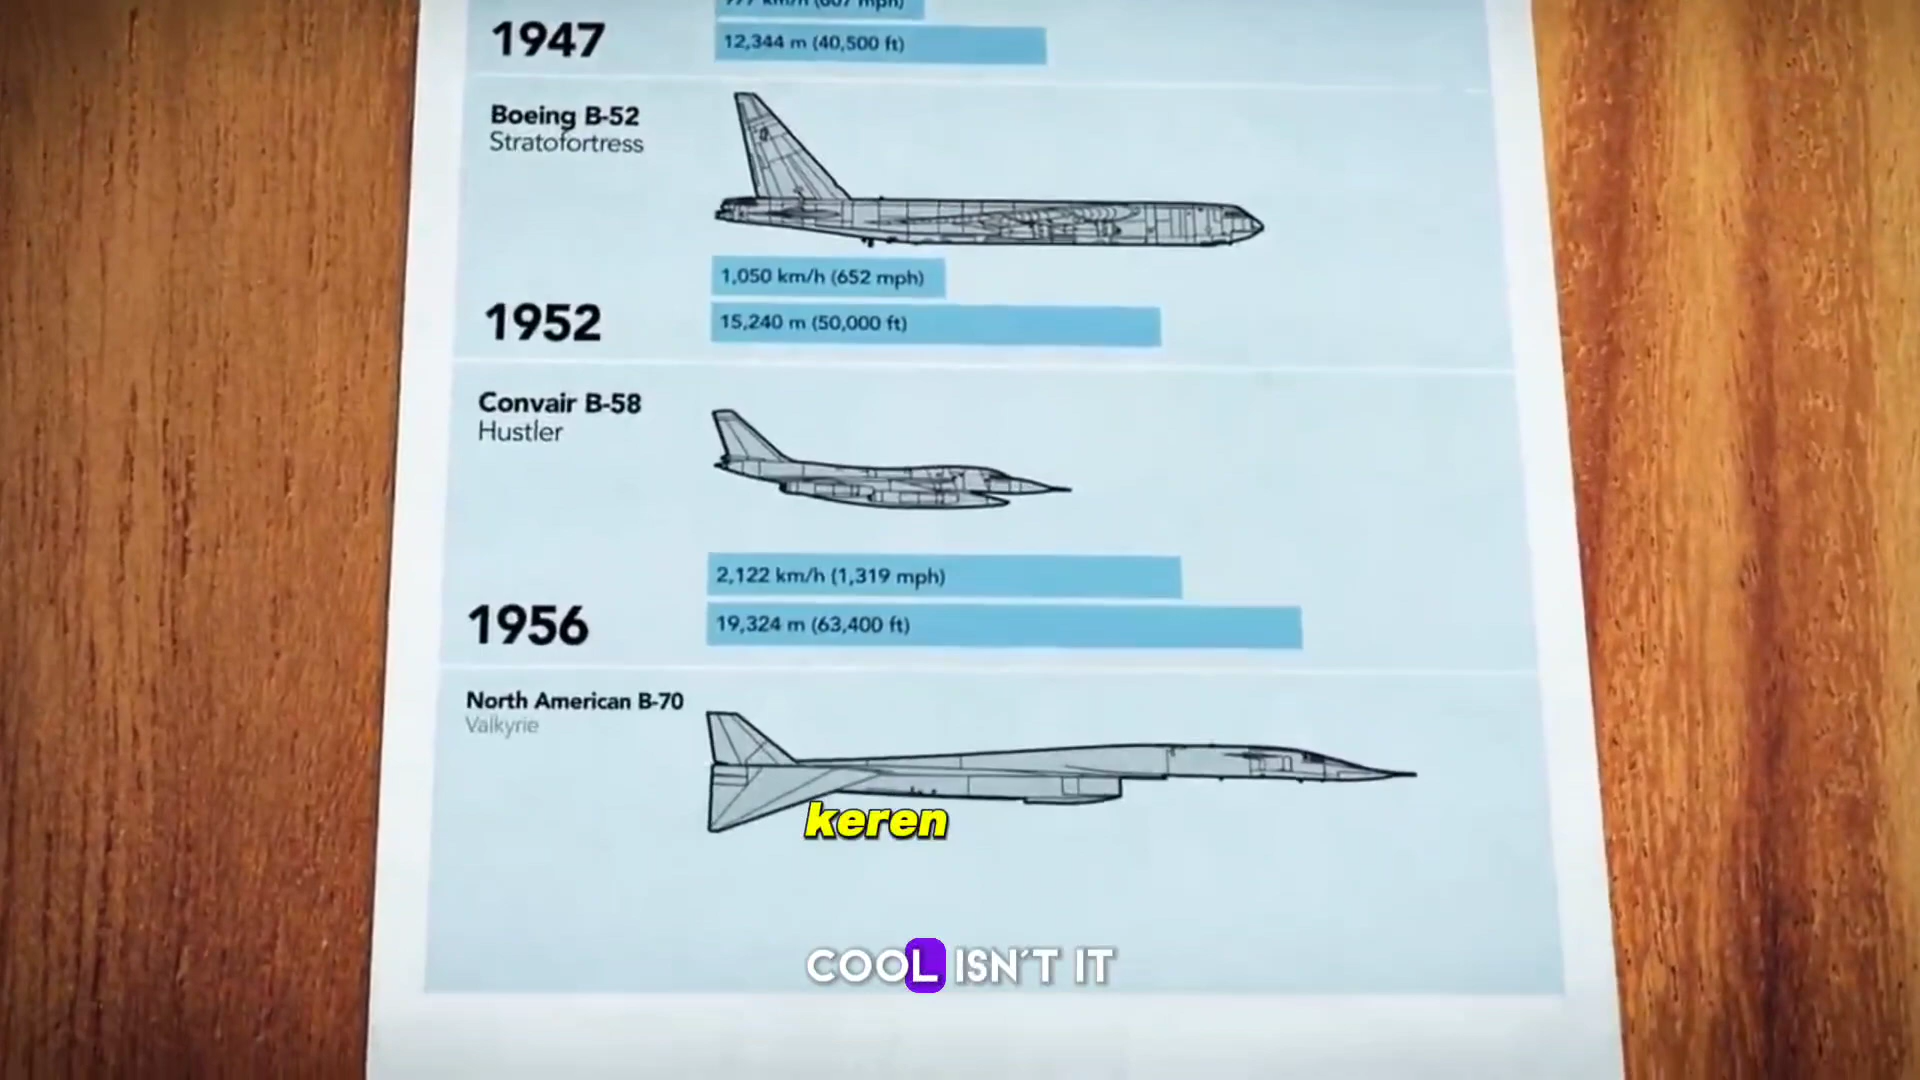 1947
12,344 m (40,500 ft)
Boeing B-52
Stratofortress
1,050 km/h (652 mph)
1952
15,240 m (50,000 ft)
Convair B-58
Hustler
2,122 km/h (1,319 mph)
1956
19,324 m (63,400 ft)
North American B-70
Valkyrie
keren
COOL ISN'T IT